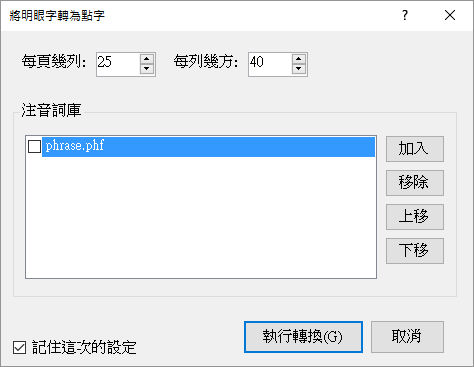 將明眼字轉為點字
每頁幾列: 25 每列幾方: 40
注音詞庫
phrase.phf
加入
移除
上移
下移
執行轉換(G) 取消
記住這次的設定